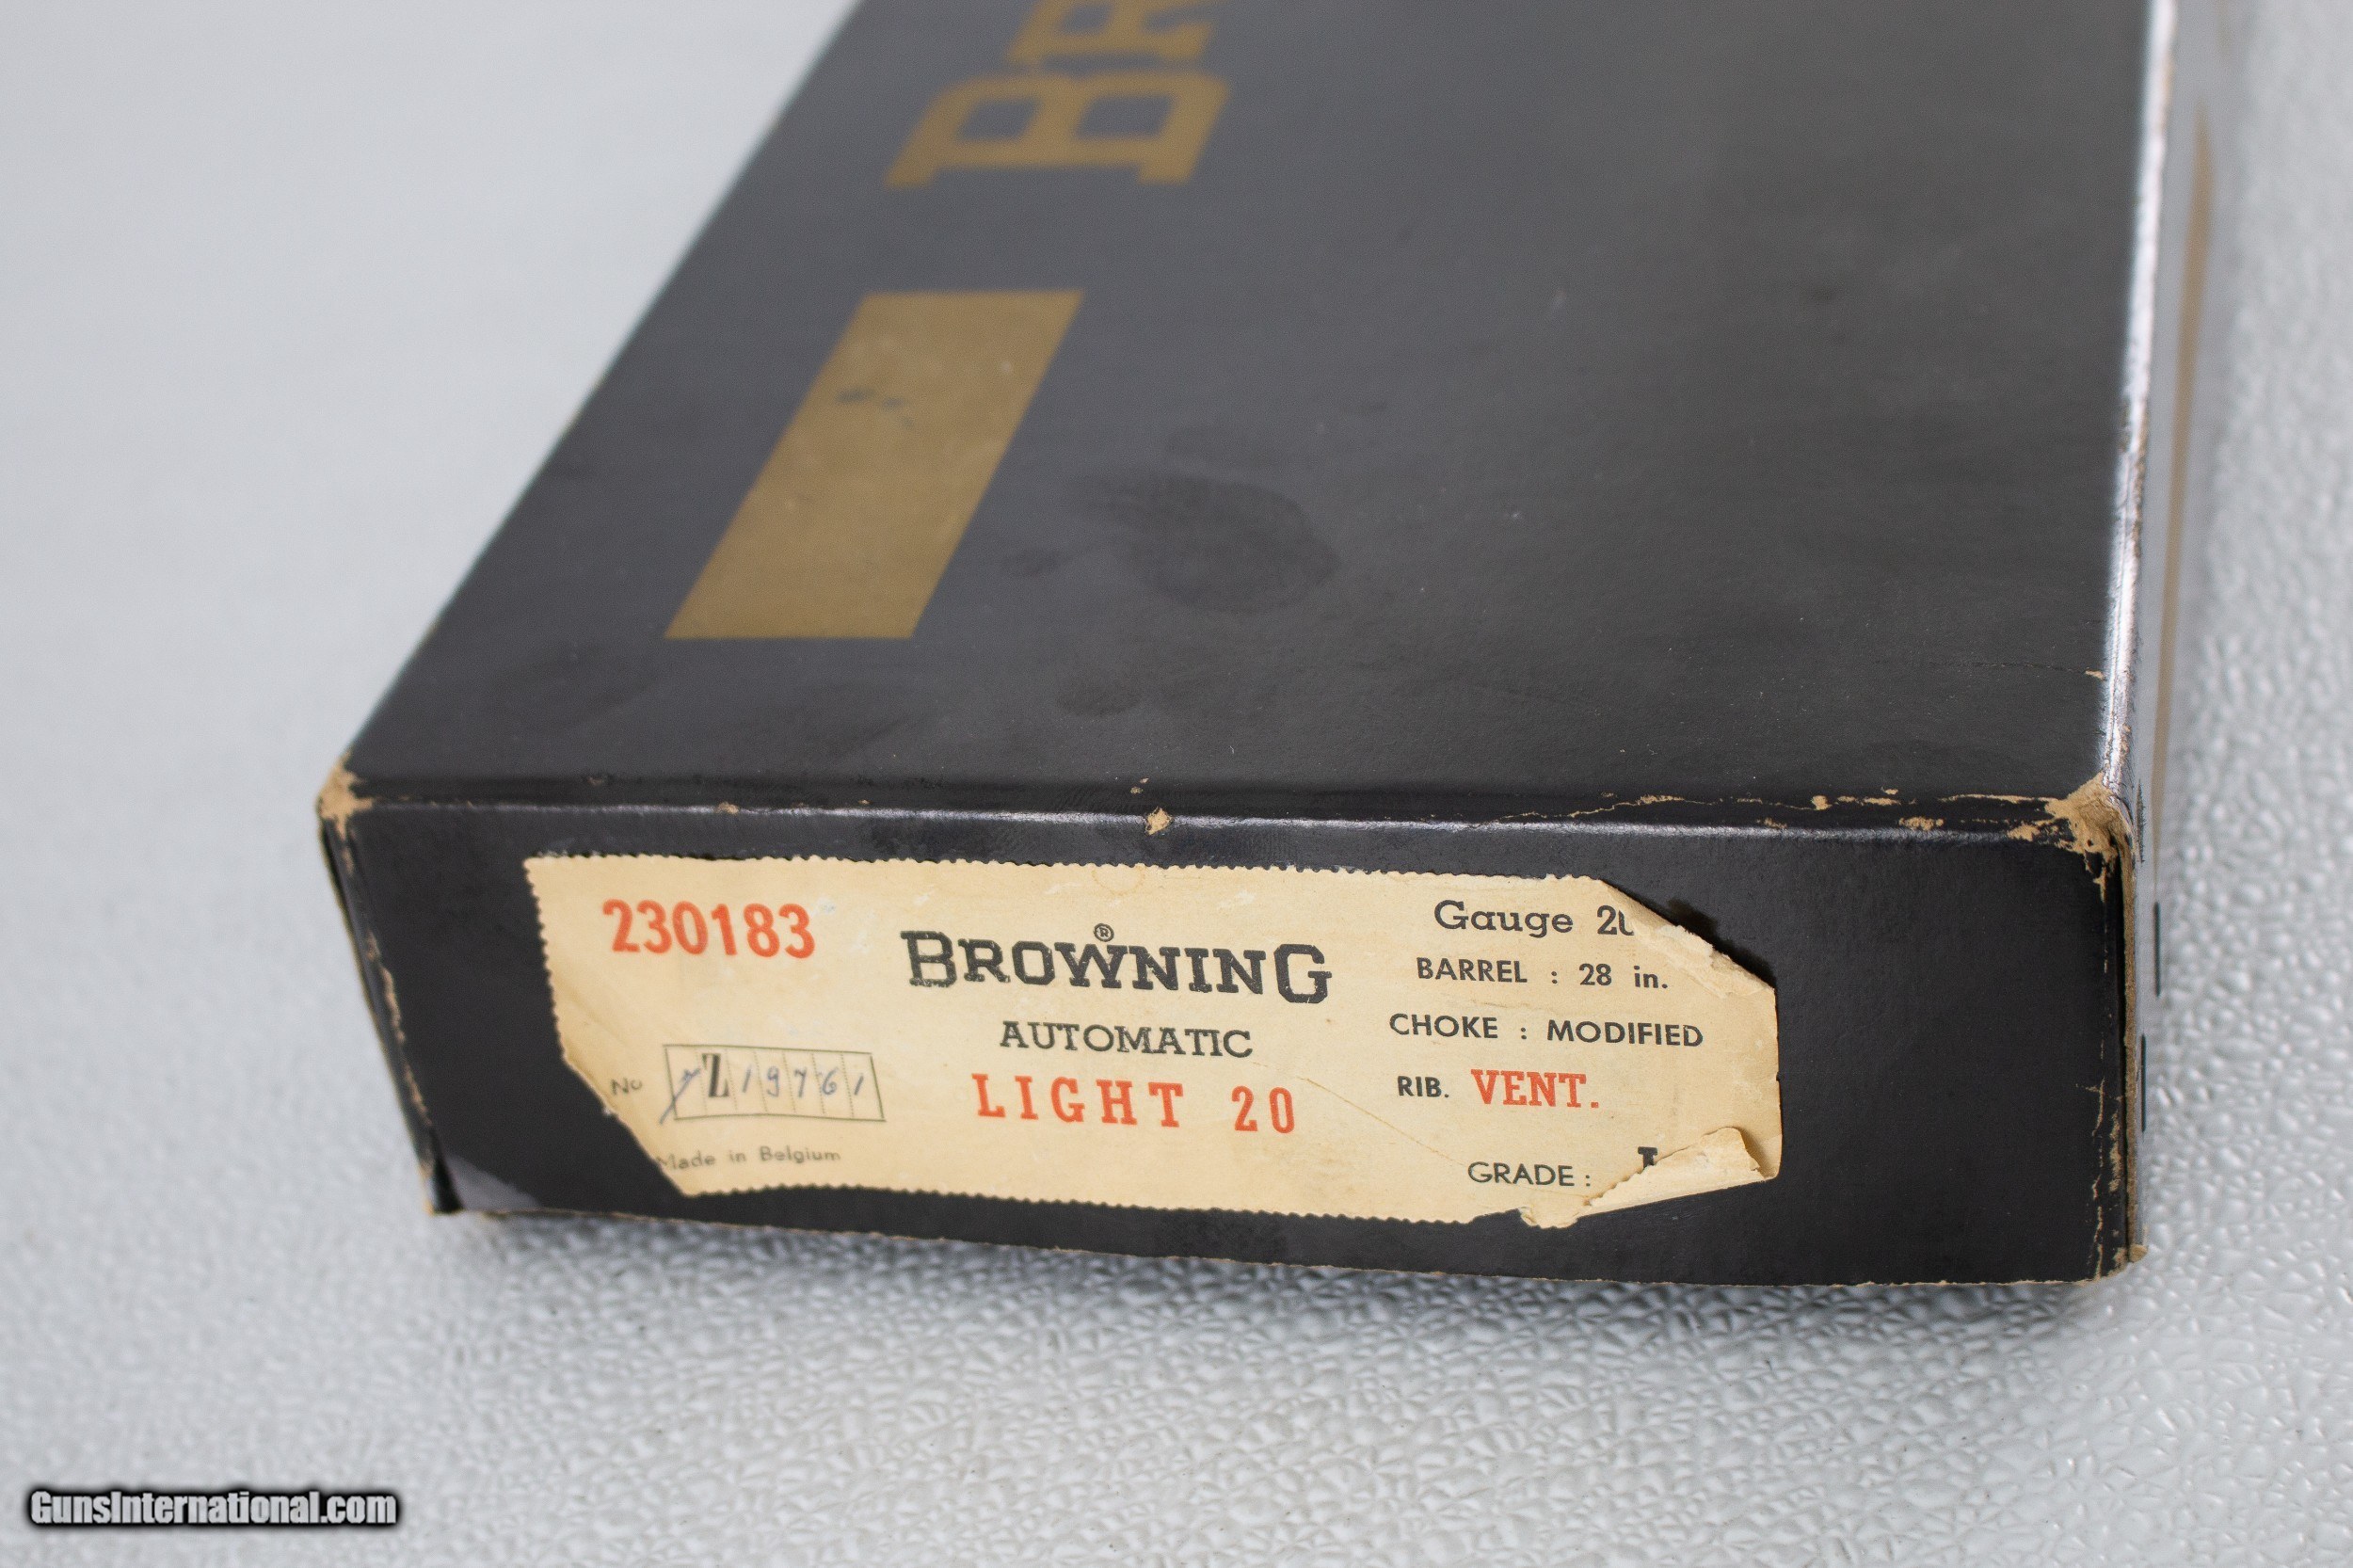 BR
230183
BROWNING®
AUTOMATIC
LIGHT 20
No Z19761
Made in Belgium
Gauge 20
BARREL : 28 in.
CHOKE : MODIFIED
RIB. VENT.
GRADE :
GunsInternational.com